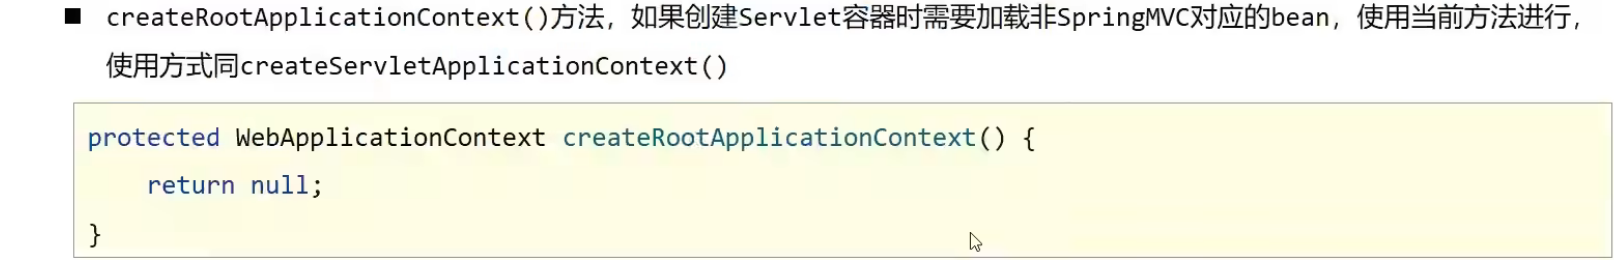 ■ createRootApplicationContext()方法，如果创建Servlet容器时需要加载非SpringMVC对应的bean，使用当前方法进行，
使用方式同createServletApplicationContext()
protected WebApplicationContext createRootApplicationContext() {
    return null;
}